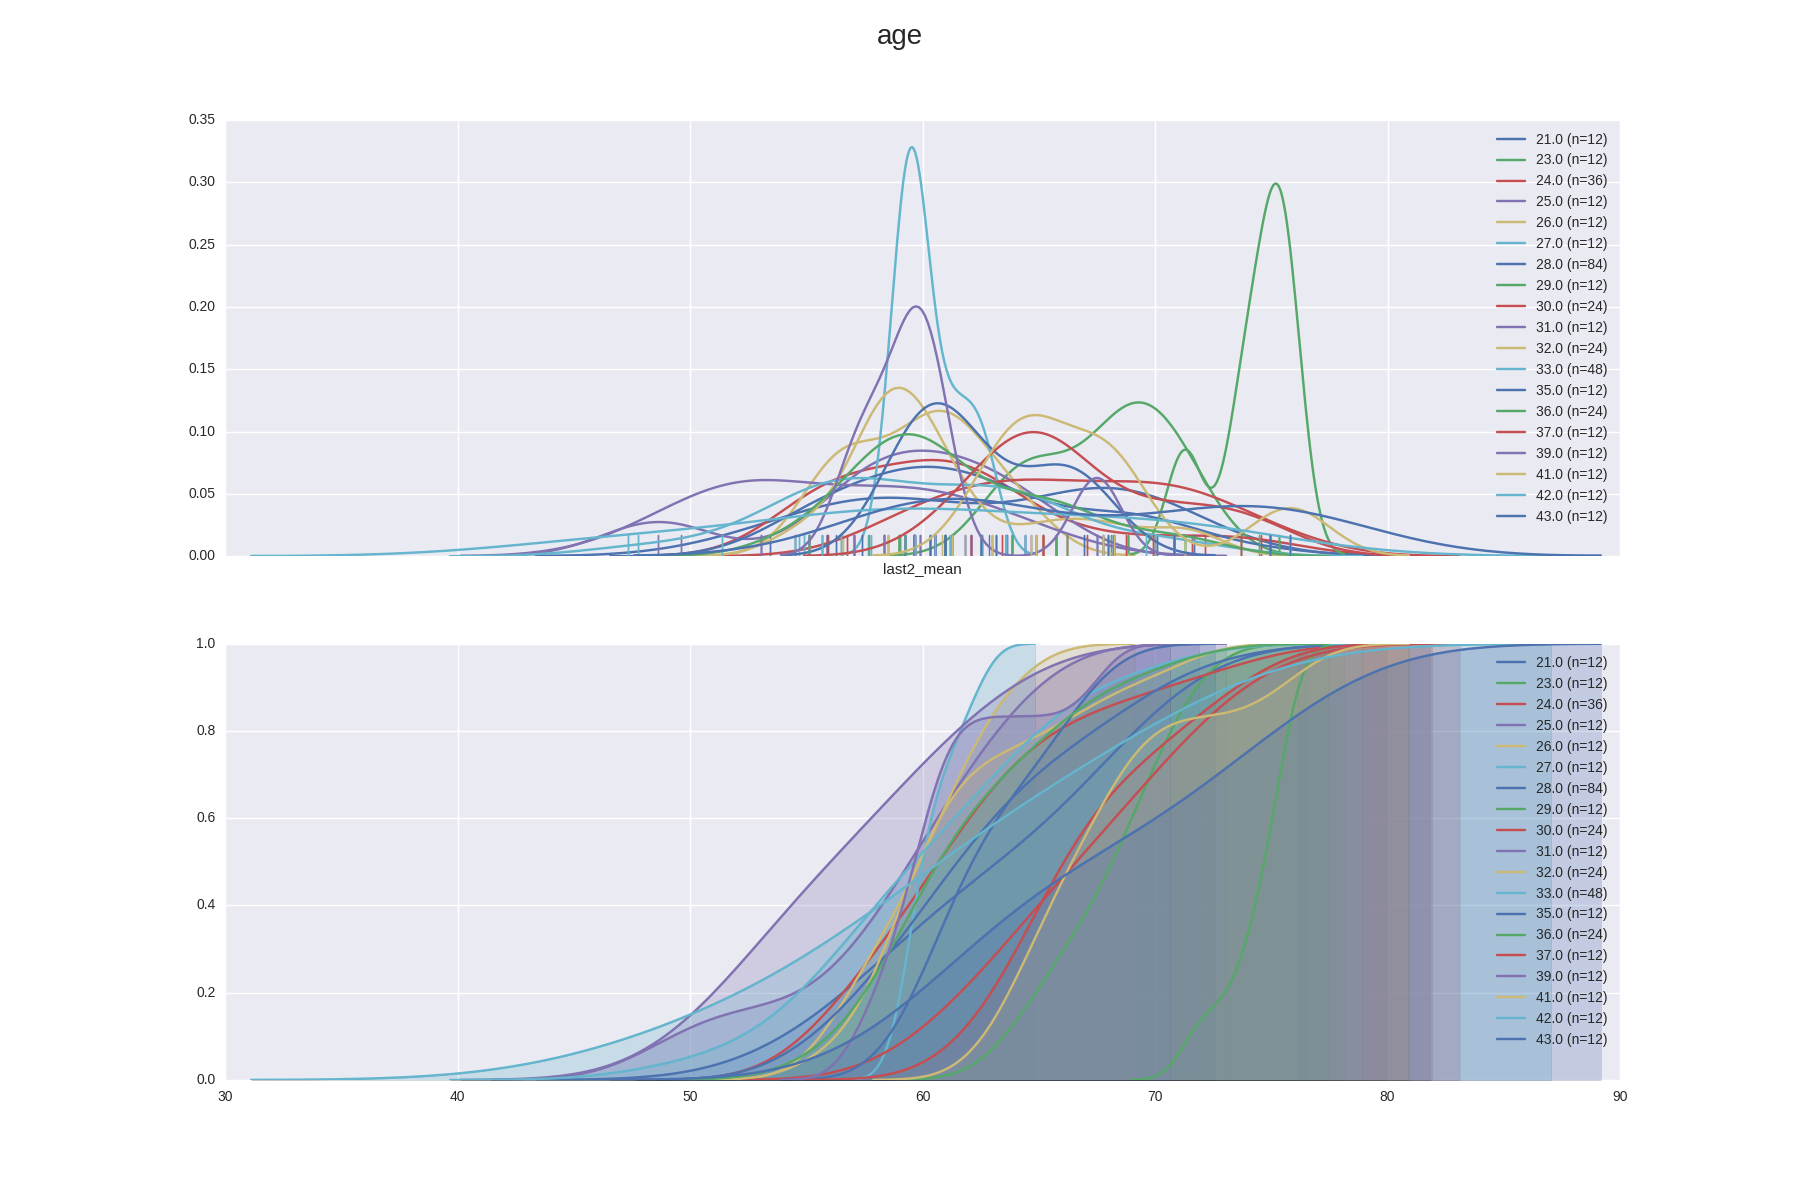 age
0.35
0.30
0.25
0.20
0.15
0.10
0.05
0.00
21.0 (n=12)
23.0 (n=12)
24.0 (n=36)
25.0 (n=12)
26.0 (n=12)
27.0 (n=12)
28.0 (n=84)
29.0 (n=12)
30.0 (n=24)
31.0 (n=12)
32.0 (n=24)
33.0 (n=48)
35.0 (n=12)
36.0 (n=24)
37.0 (n=12)
39.0 (n=12)
41.0 (n=12)
42.0 (n=12)
43.0 (n=12)
last2_mean
1.0
0.8
0.6
0.4
0.2
0.0
21.0 (n=12)
23.0 (n=12)
24.0 (n=36)
25.0 (n=12)
26.0 (n=12)
27.0 (n=12)
28.0 (n=84)
29.0 (n=12)
30.0 (n=24)
31.0 (n=12)
32.0 (n=24)
33.0 (n=48)
35.0 (n=12)
36.0 (n=24)
37.0 (n=12)
39.0 (n=12)
41.0 (n=12)
42.0 (n=12)
43.0 (n=12)
30 40 50 60 70 80 90